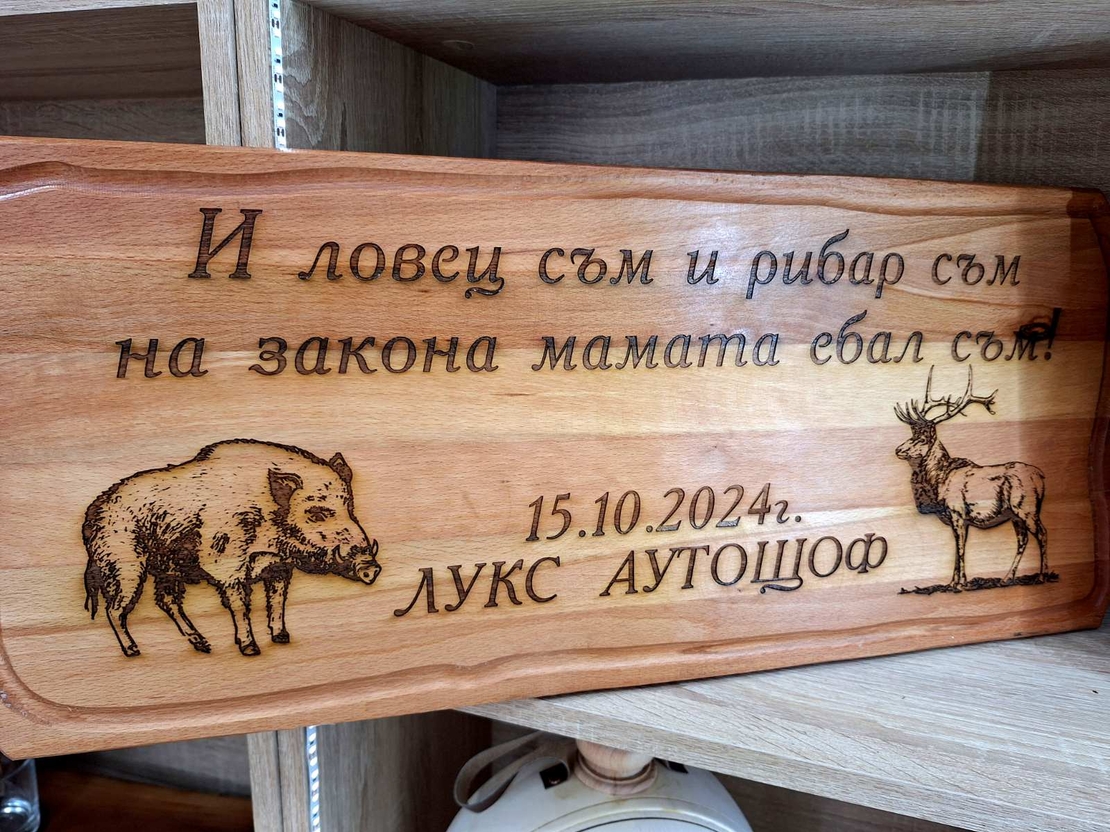 И ловец съм и рибар съм
на закона мамата ебал съм!
15.10.2024г.
ЛУКС АУТОЩОФ